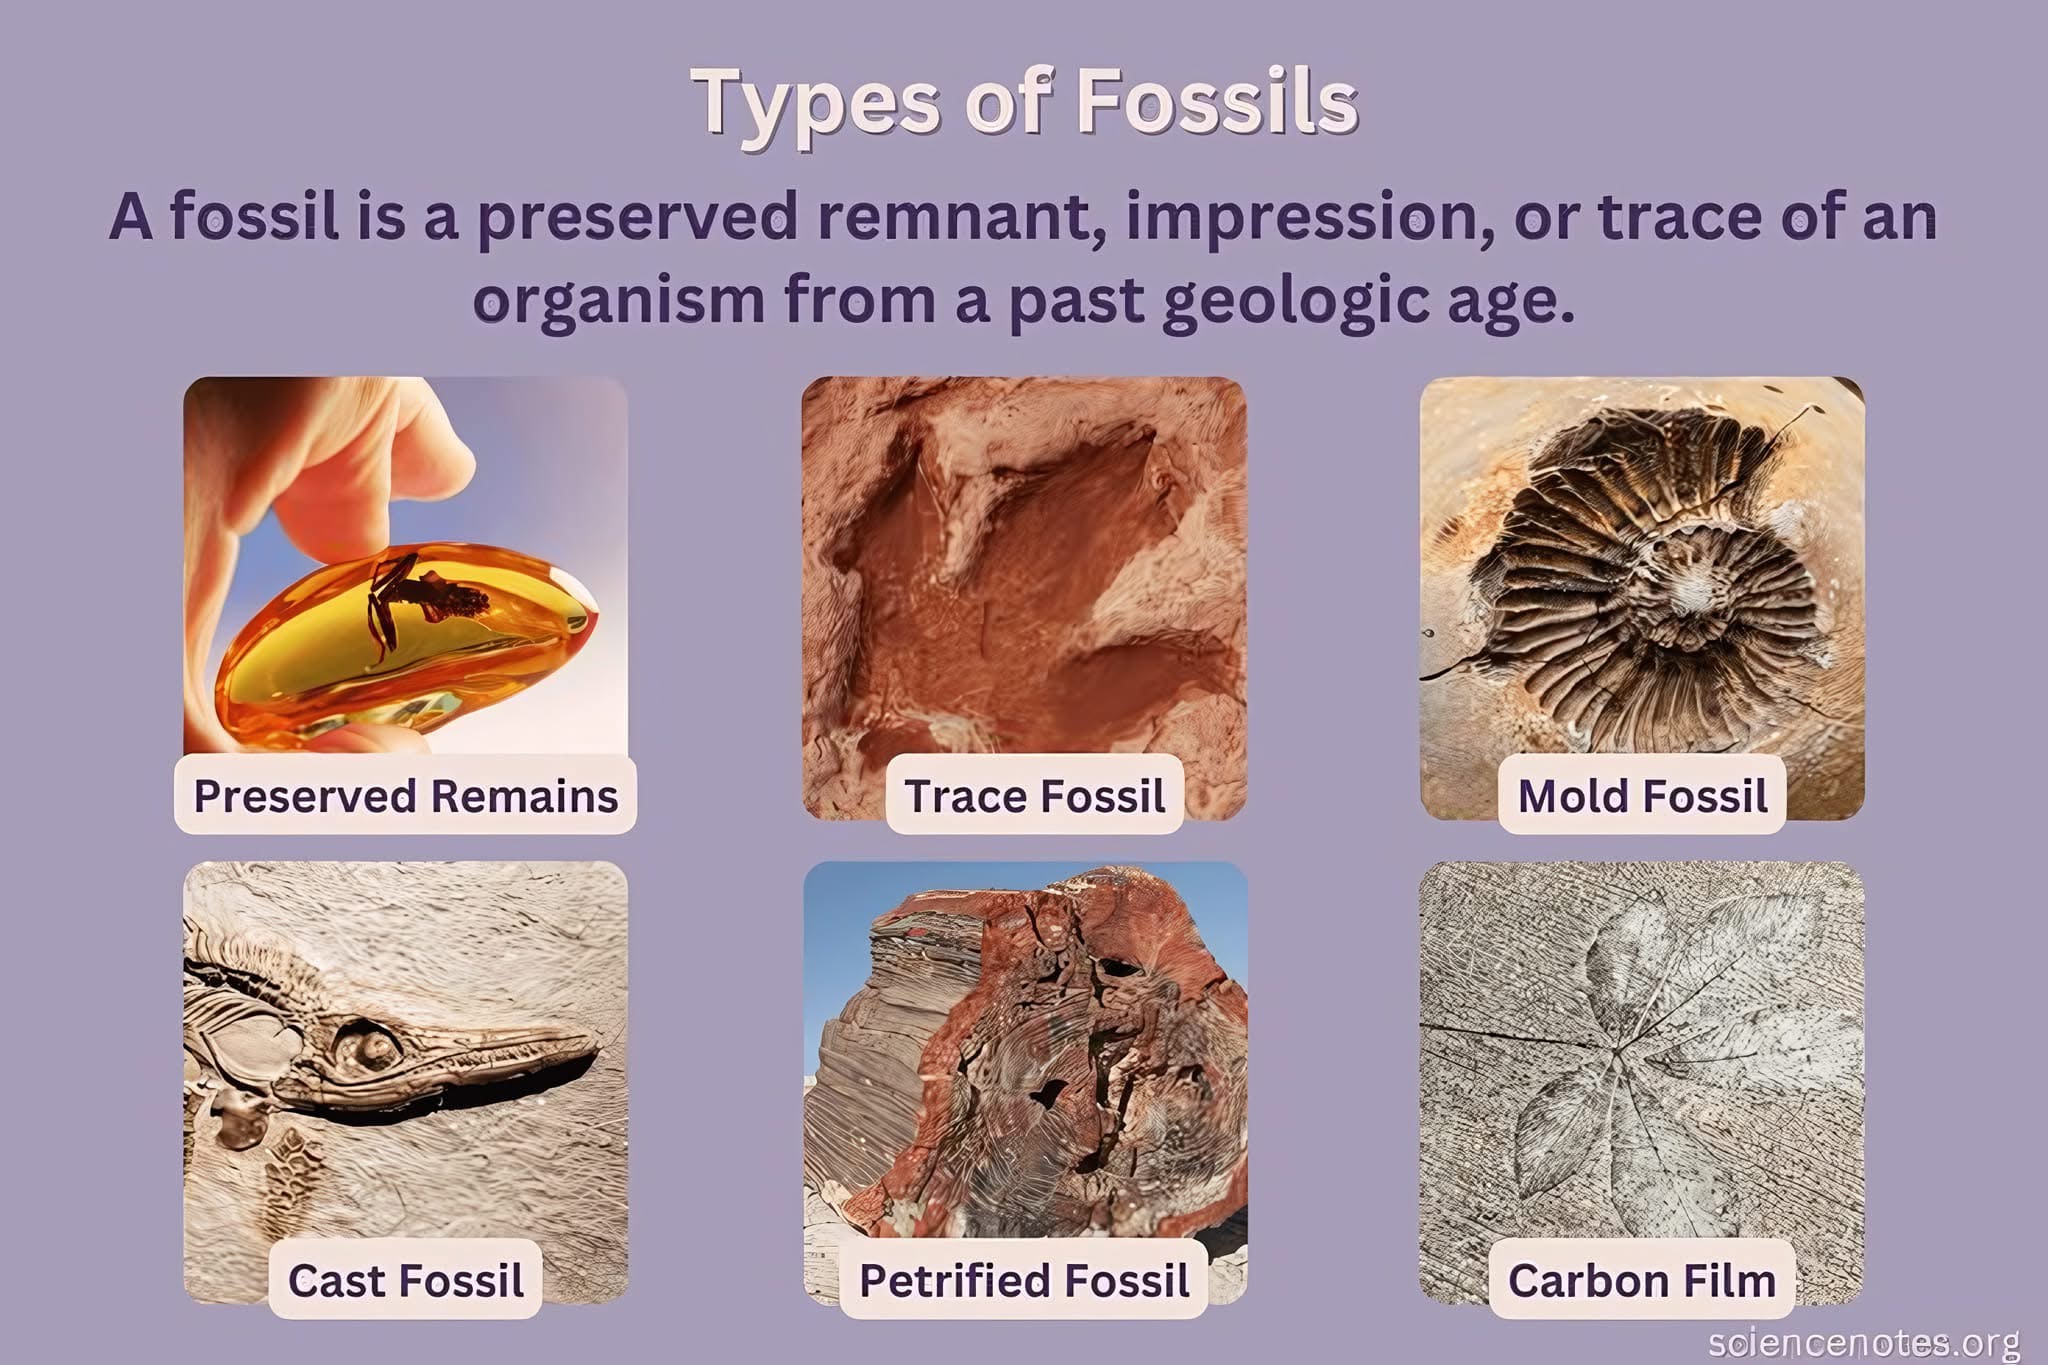 Types of Fossils
A fossil is a preserved remnant, impression, or trace of an
organism from a past geologic age.
Preserved Remains
Trace Fossil
Mold Fossil
Cast Fossil
Petrified Fossil
Carbon Film
sciencenotes.org